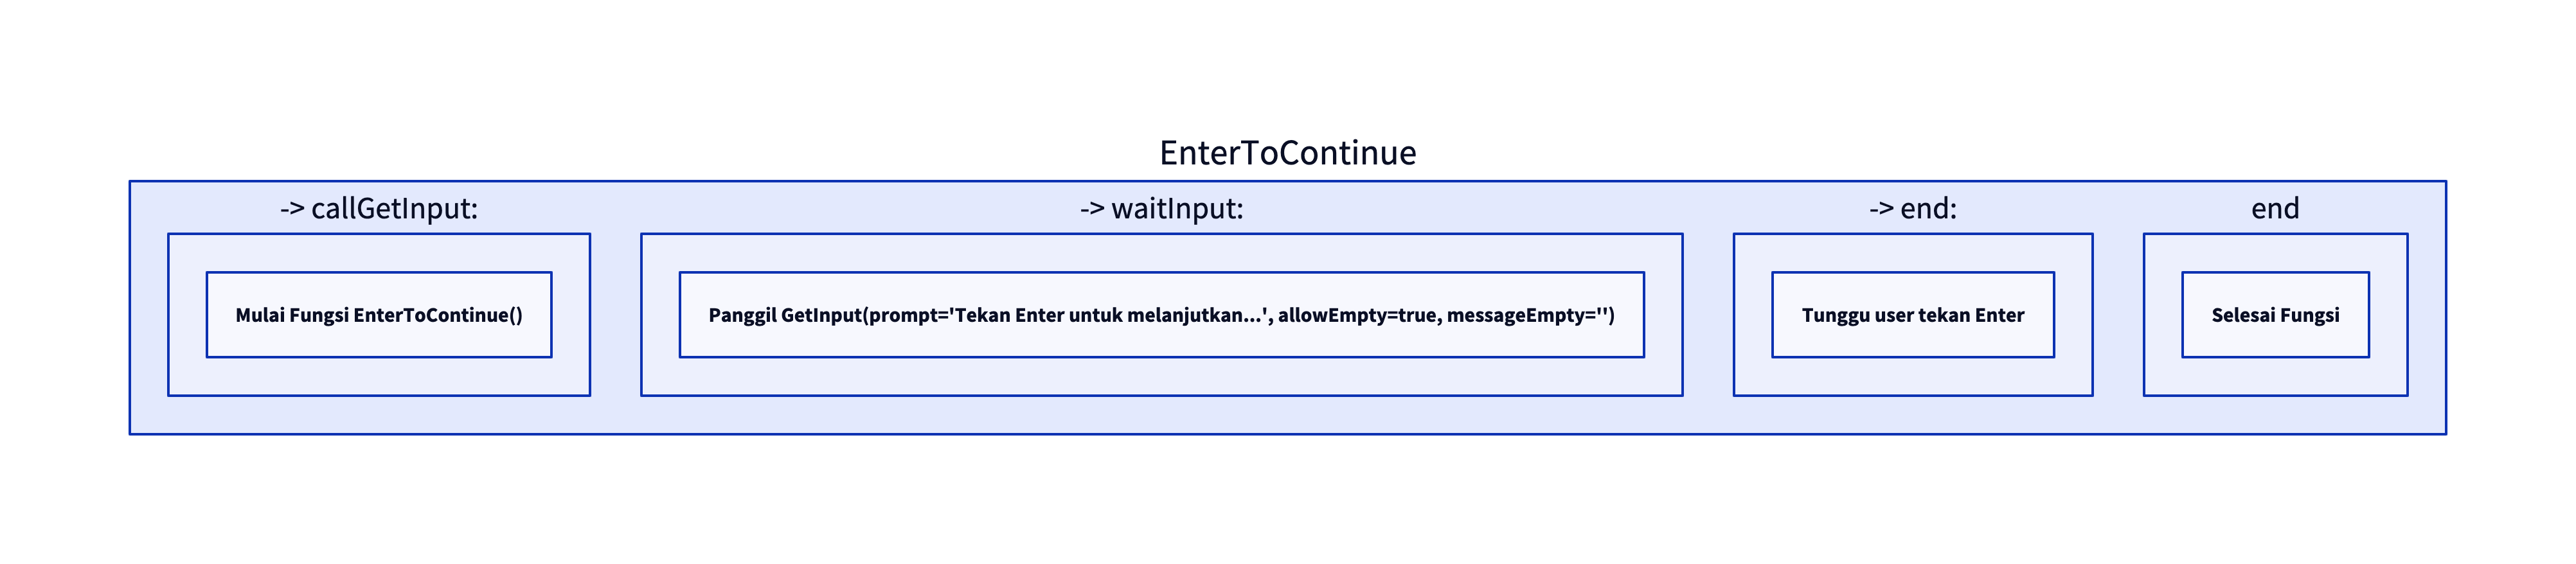 EnterToContinue
-> callGetInput:
Mulai Fungsi EnterToContinue()
-> waitInput:
Panggil GetInput(prompt='Tekan Enter untuk melanjutkan...', allowEmpty=true, messageEmpty='')
-> end:
Tunggu user tekan Enter
end
Selesai Fungsi